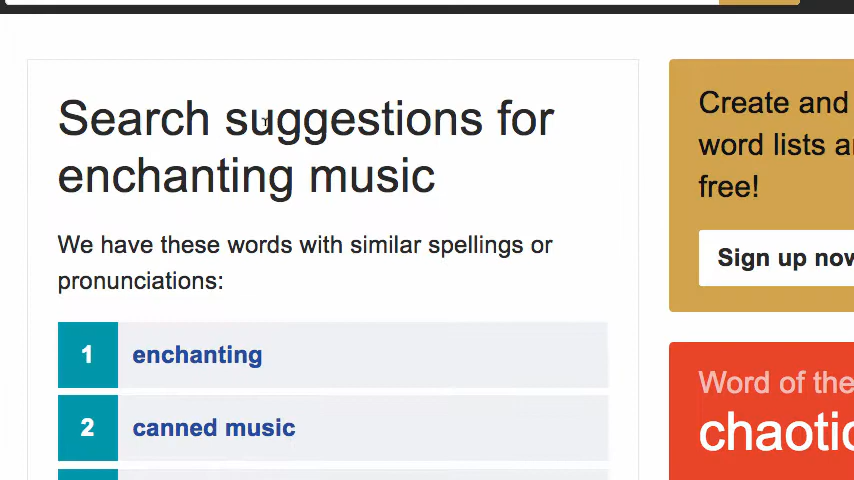 Search suggestions for
enchanting music
We have these words with similar spellings or
pronunciations:
1 enchanting
2 canned music
Create and
word lists
free!
Sign up now
Word of the
chaotic